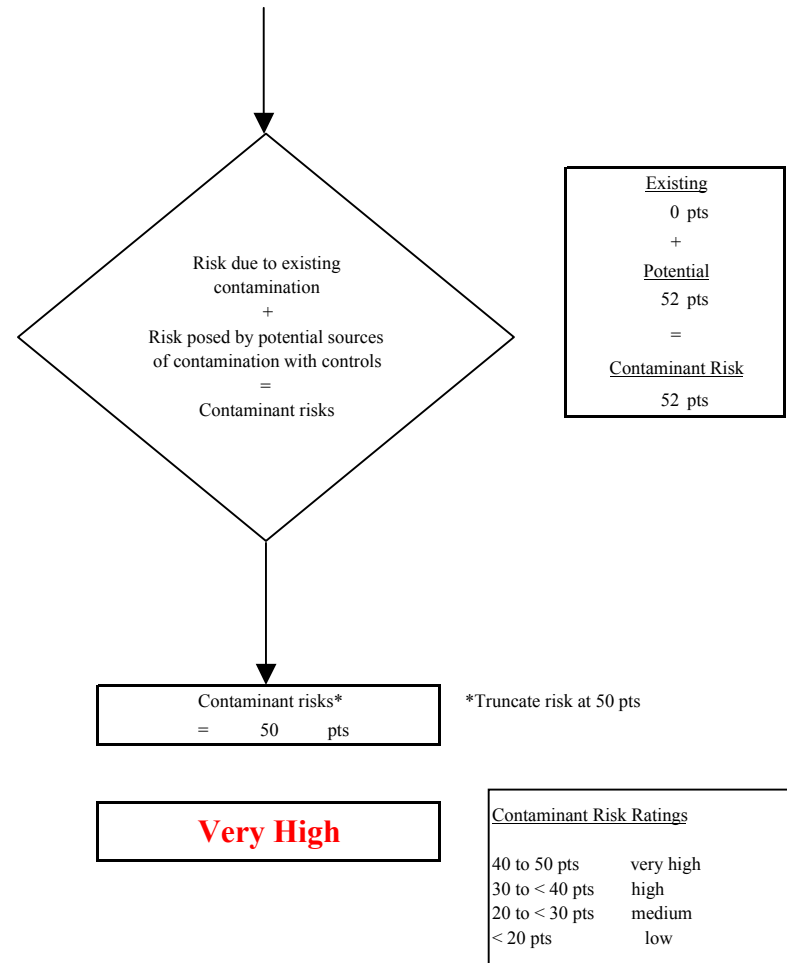 Risk due to existing
contamination
+
Risk posed by potential sources
of contamination with controls
=
Contaminant risks
Existing
0 pts
+
Potential
52 pts
=
Contaminant Risk
52 pts
Contaminant risks*
= 50 pts
*Truncate risk at 50 pts
Very High
Contaminant Risk Ratings
40 to 50 pts very high
30 to < 40 pts high
20 to < 30 pts medium
< 20 pts low